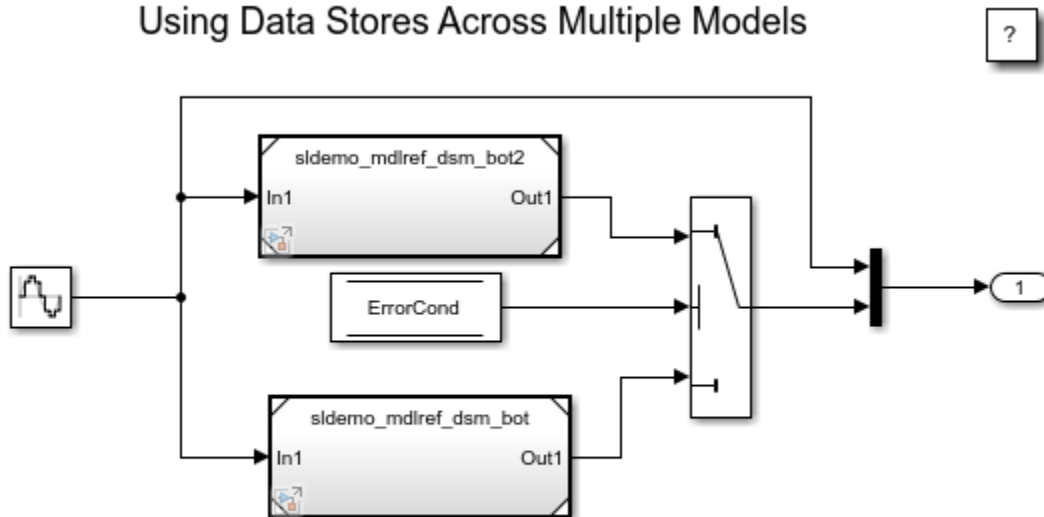 Using Data Stores Across Multiple Models
?
sldemo_mdlref_dsm_bot2
In1
Out1
ErrorCond
1
sldemo_mdlref_dsm_bot
In1
Out1